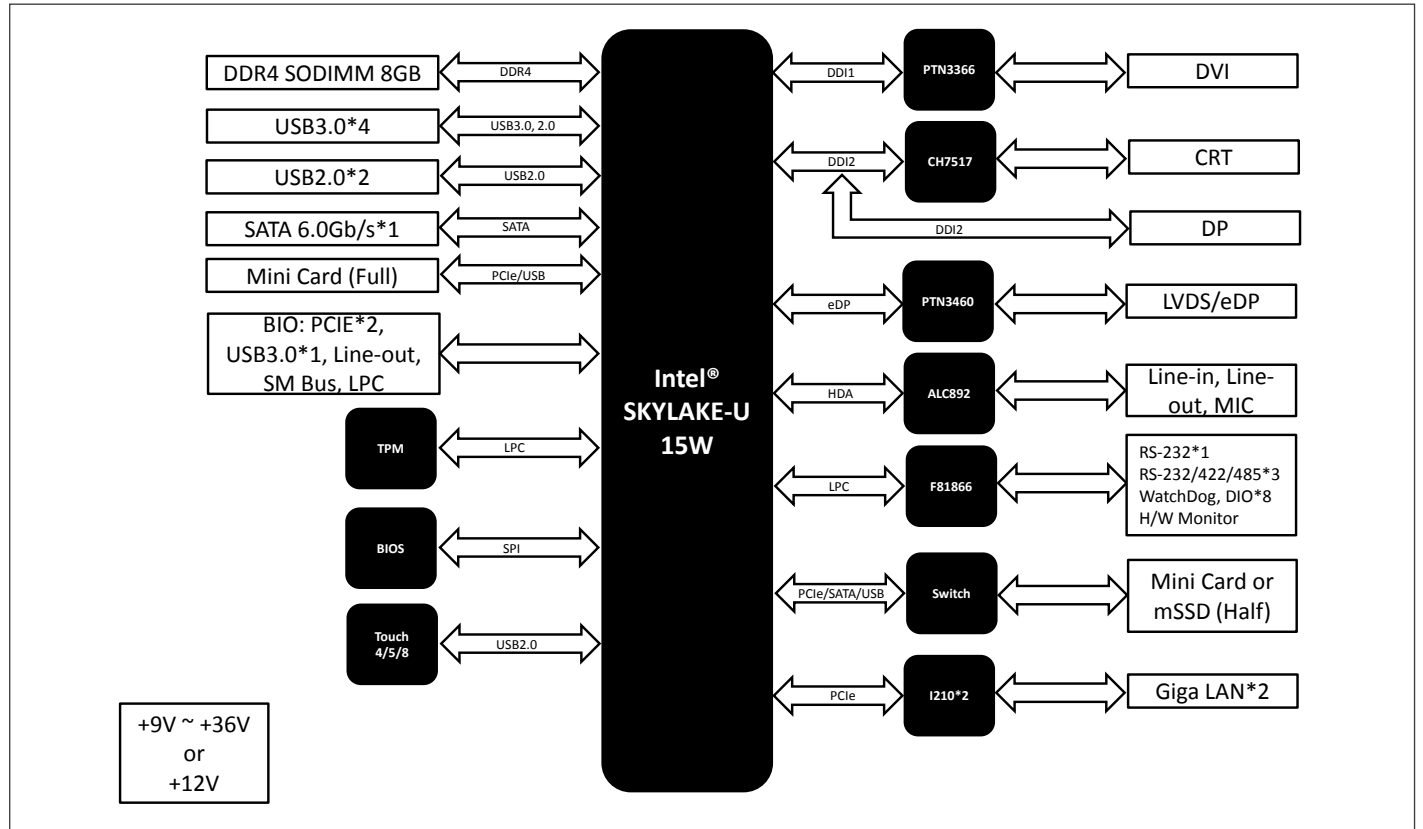 DDR4 SODIMM 8GB
DDR4
USB3.0*4
USB3.0, 2.0
USB2.0*2
USB2.0
SATA 6.0Gb/s*1
SATA
Mini Card (Full)
PCIe/USB
BIO: PCIE*2,
USB3.0*1, Line-out,
SM Bus, LPC
TPM
LPC
BIOS
SPI
Touch
4/5/8
USB2.0
+9V ~ +36V
or
+12V
Intel®
SKYLAKE-U
15W
DDI1
PTN3366
DVI
DDI2
CH7517
CRT
DDI2
DP
eDP
PTN3460
LVDS/eDP
HDA
ALC892
Line-in, Line-
out, MIC
LPC
F81866
RS-232*1
RS-232/422/485*3
WatchDog, DIO*8
H/W Monitor
PCIe/SATA/USB
Switch
Mini Card or
mSSD (Half)
PCIe
I210*2
Giga LAN*2